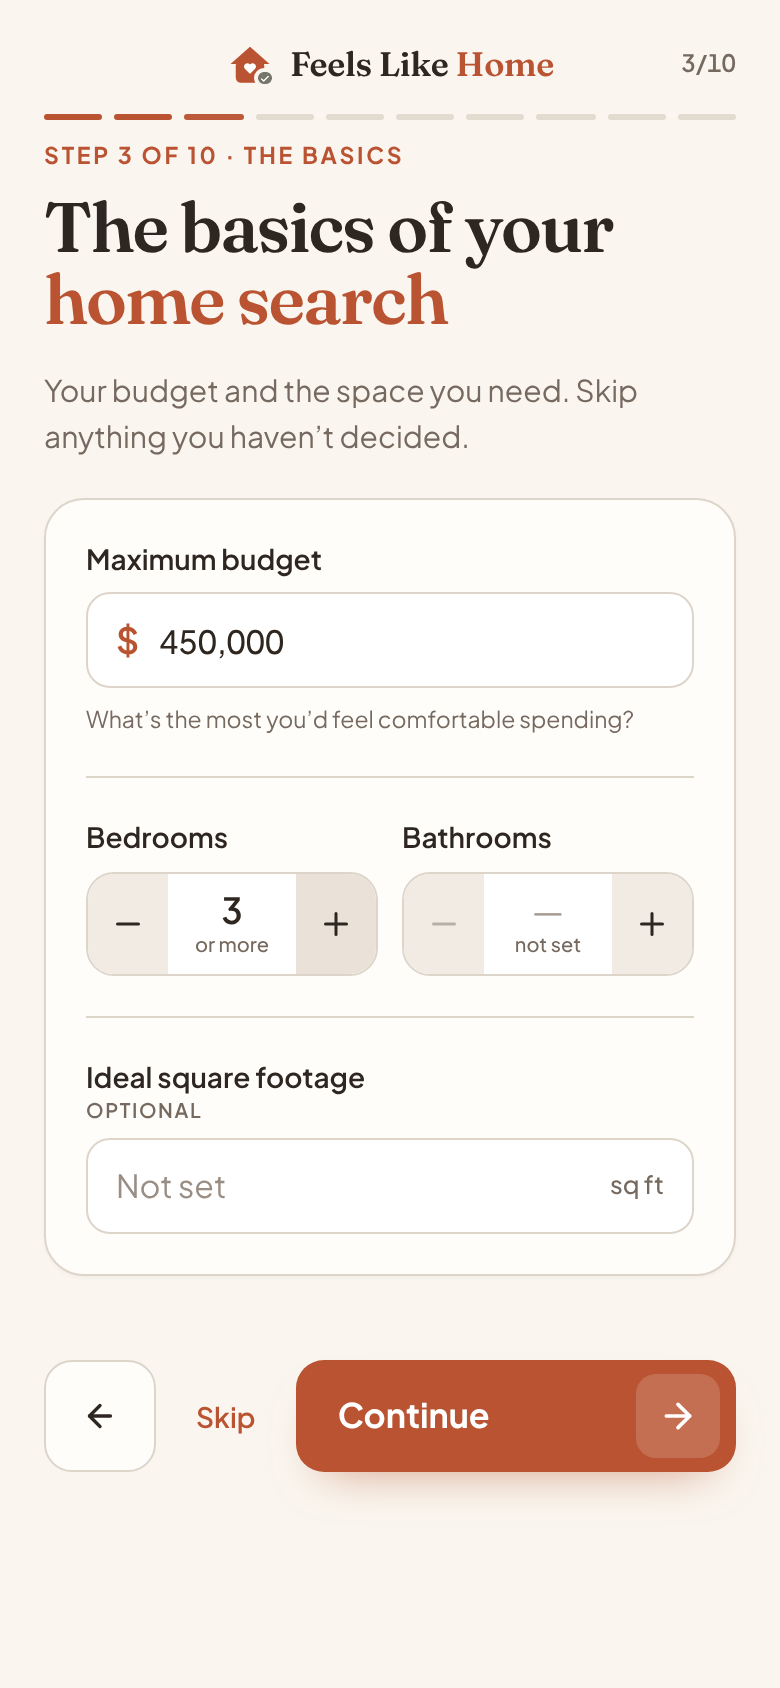 Feels Like Home
3/10
STEP 3 OF 10 · THE BASICS
The basics of your
home search
Your budget and the space you need. Skip
anything you haven’t decided.
Maximum budget
$ 450,000
What’s the most you’d feel comfortable spending?
Bedrooms
Bathrooms
− 3 +
or more
− — +
not set
Ideal square footage
OPTIONAL
Not set
sq ft
Skip
Continue